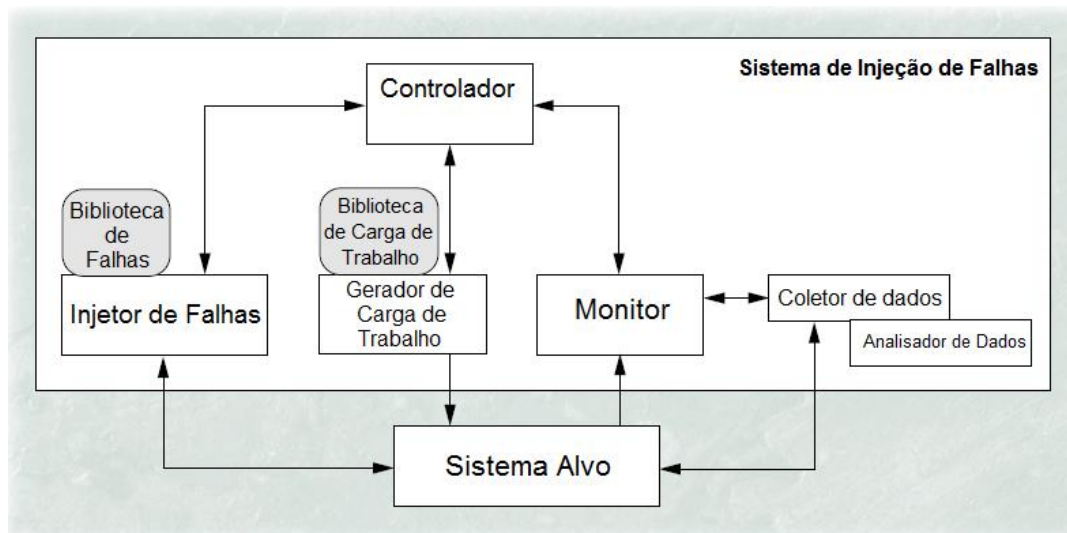 Sistema de Injeção de Falhas
Controlador
Biblioteca
de
Falhas
Biblioteca
de Carga de
Trabalho
Injetor de Falhas
Gerador de
Carga de
Trabalho
Monitor
Coletor de dados
Analisador de Dados
Sistema Alvo